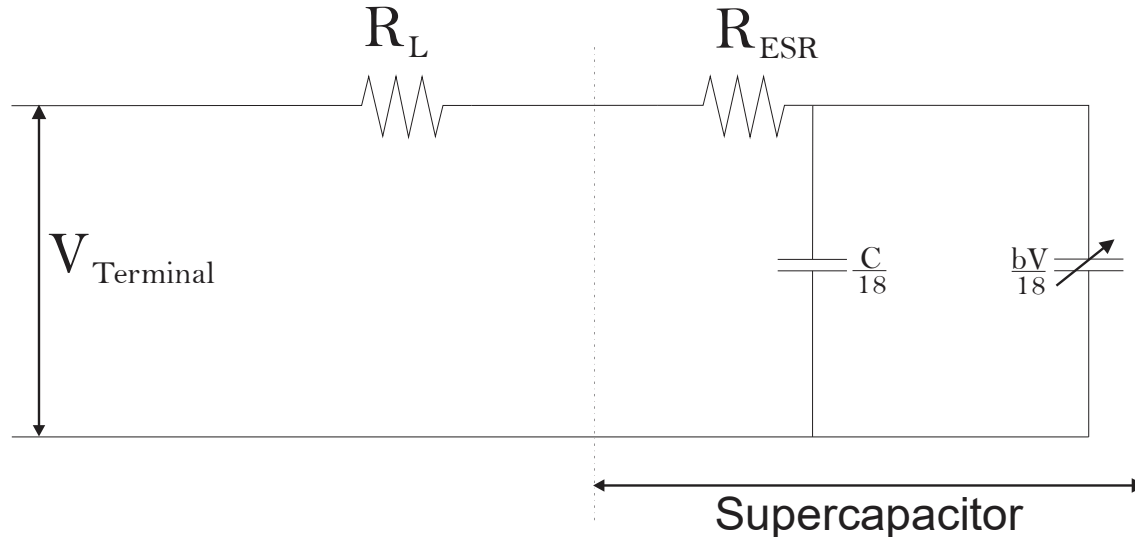 R_L
R_ESR
V_Terminal
C
18
bV
18
Supercapacitor